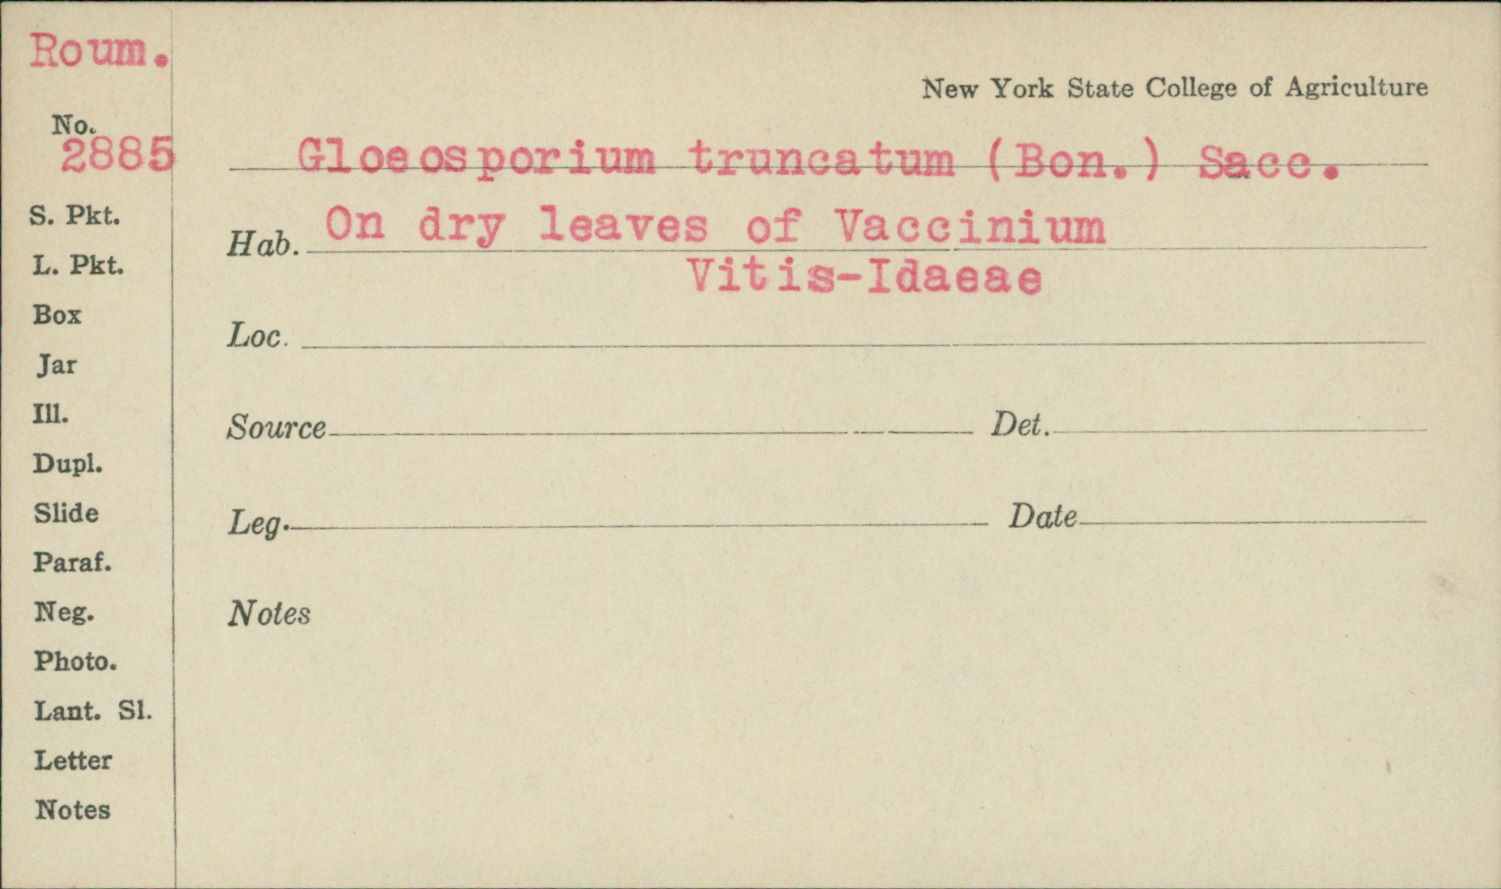 Roum.
New York State College of Agriculture
No.
2885
Gloeosporium truncatum (Bon.) Sacc.
Hab. On dry leaves of Vaccinium
Vitis-Idaeae
S. Pkt.
L. Pkt.
Box
Jar
Ill.
Dupl.
Slide
Paraf.
Neg.
Photo.
Lant. Sl.
Letter
Notes
Loc.
Source Det.
Leg. Date
Notes